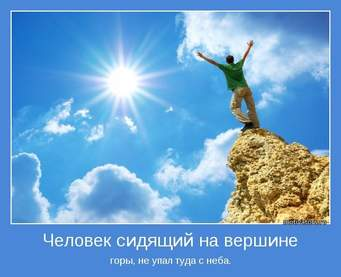 Человек сидящий на вершине
горы, не упал туда с неба.